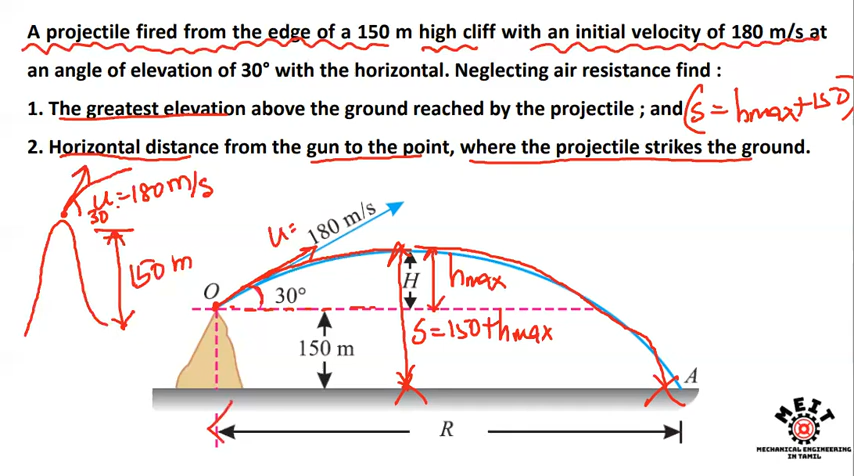 A projectile fired from the edge of a 150 m high cliff with an initial velocity of 180 m/s at
an angle of elevation of 30° with the horizontal. Neglecting air resistance find :
1. The greatest elevation above the ground reached by the projectile ; and (S = hmax+150)
2. Horizontal distance from the gun to the point, where the projectile strikes the ground.
u=180m/s
30
150 m
u=
180 m/s
O
30°
H
hmax
S=150+hmax
150 m
A
R
MEIT
MECHANICAL ENGINEERING
IN TAMIL